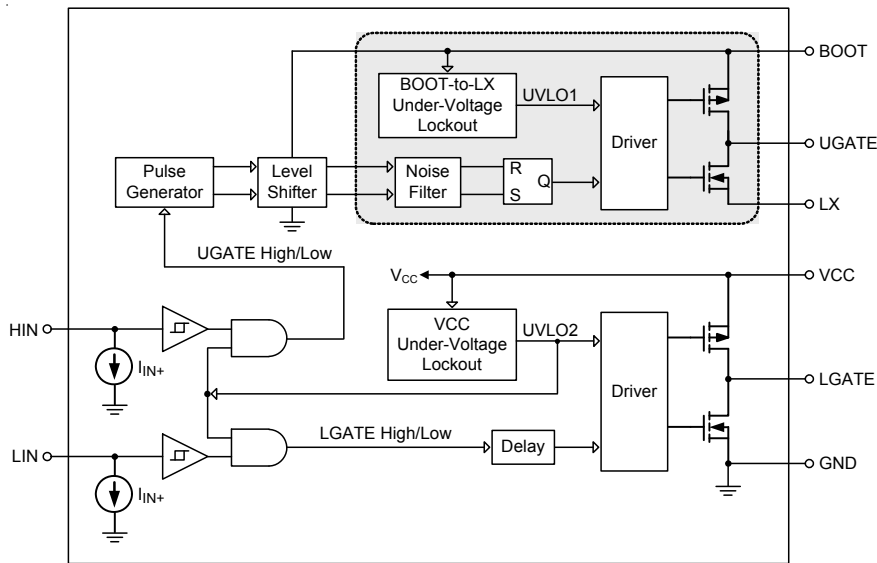 BOOT
BOOT-to-LX
Under-Voltage
Lockout
UVLO1
Driver
UGATE
Pulse
Generator
Level
Shifter
Noise
Filter
R
S
Q
LX
UGATE High/Low
VCC
VCC
HIN
IIN+
VCC
Under-Voltage
Lockout
UVLO2
Driver
LGATE
LGATE High/Low
Delay
LIN
IIN+
GND